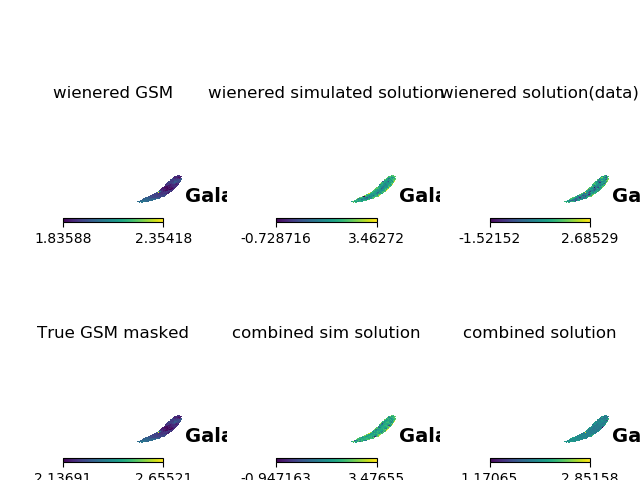 wienered GSM wienered simulated solution wienered solution(data)
Gala Gala Ga
1.83588 2.35418 -0.728716 3.46272 -1.52152 2.68529
True GSM masked combined sim solution combined solution
Gala Gala Ga
2.13691 2.65521 -0.947163 3.47655 1.17065 2.85158